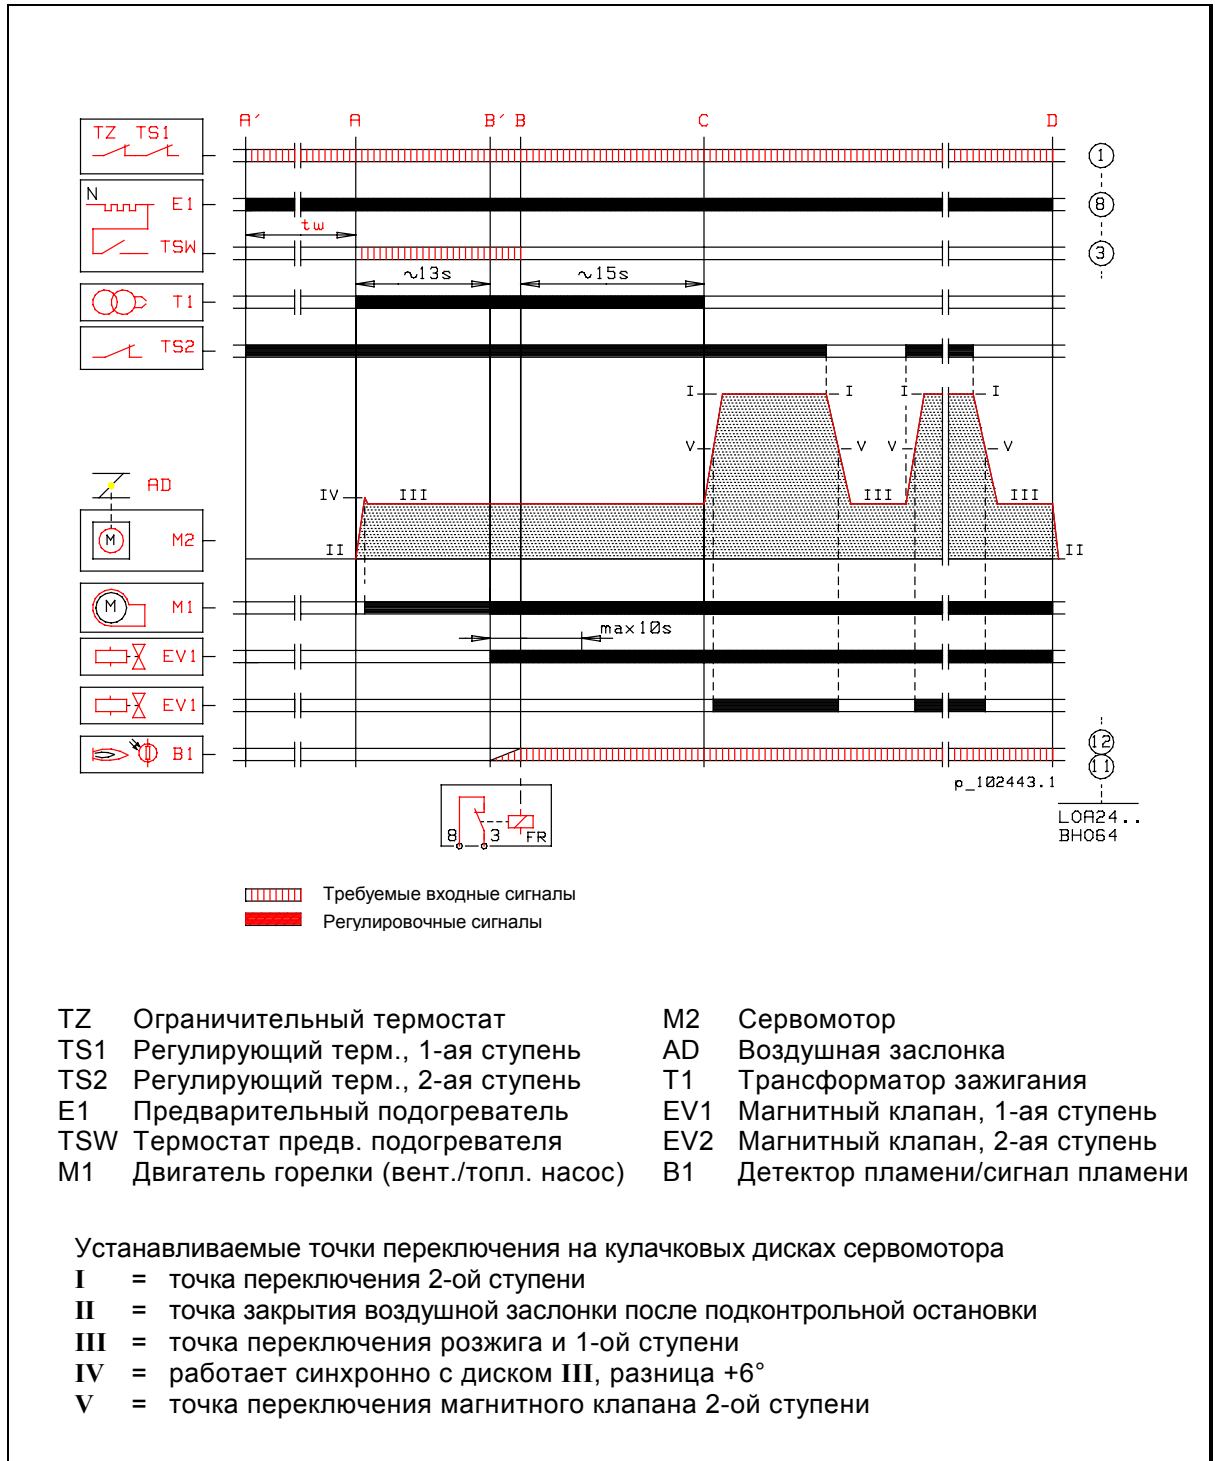 A′ A B′ B C D
TZ TS1
1
N
E1
8
tw
TSW
3
~13s ~15s
T1
TS2
I I I I
V V V V
AD
IV III III III
M
M2
II II
M
M1
max10s
EV1
EV1
B1
12
11
p_102443.1
8 3 FR
LOA24..
BHO64
Требуемые входные сигналы
Регулировочные сигналы
TZ Ограничительный термостат
TS1 Регулирующий терм., 1-ая ступень
TS2 Регулирующий терм., 2-ая ступень
E1 Предварительный подогреватель
TSW Термостат предв. подогревателя
M1 Двигатель горелки (вент./топл. насос)
M2 Сервомотор
AD Воздушная заслонка
T1 Трансформатор зажигания
EV1 Магнитный клапан, 1-ая ступень
EV2 Магнитный клапан, 2-ая ступень
B1 Детектор пламени/сигнал пламени
Устанавливаемые точки переключения на кулачковых дисках сервомотора
I = точка переключения 2-ой ступени
II = точка закрытия воздушной заслонки после подконтрольной остановки
III = точка переключения розжига и 1-ой ступени
IV = работает синхронно с диском III, разница +6°
V = точка переключения магнитного клапана 2-ой ступени